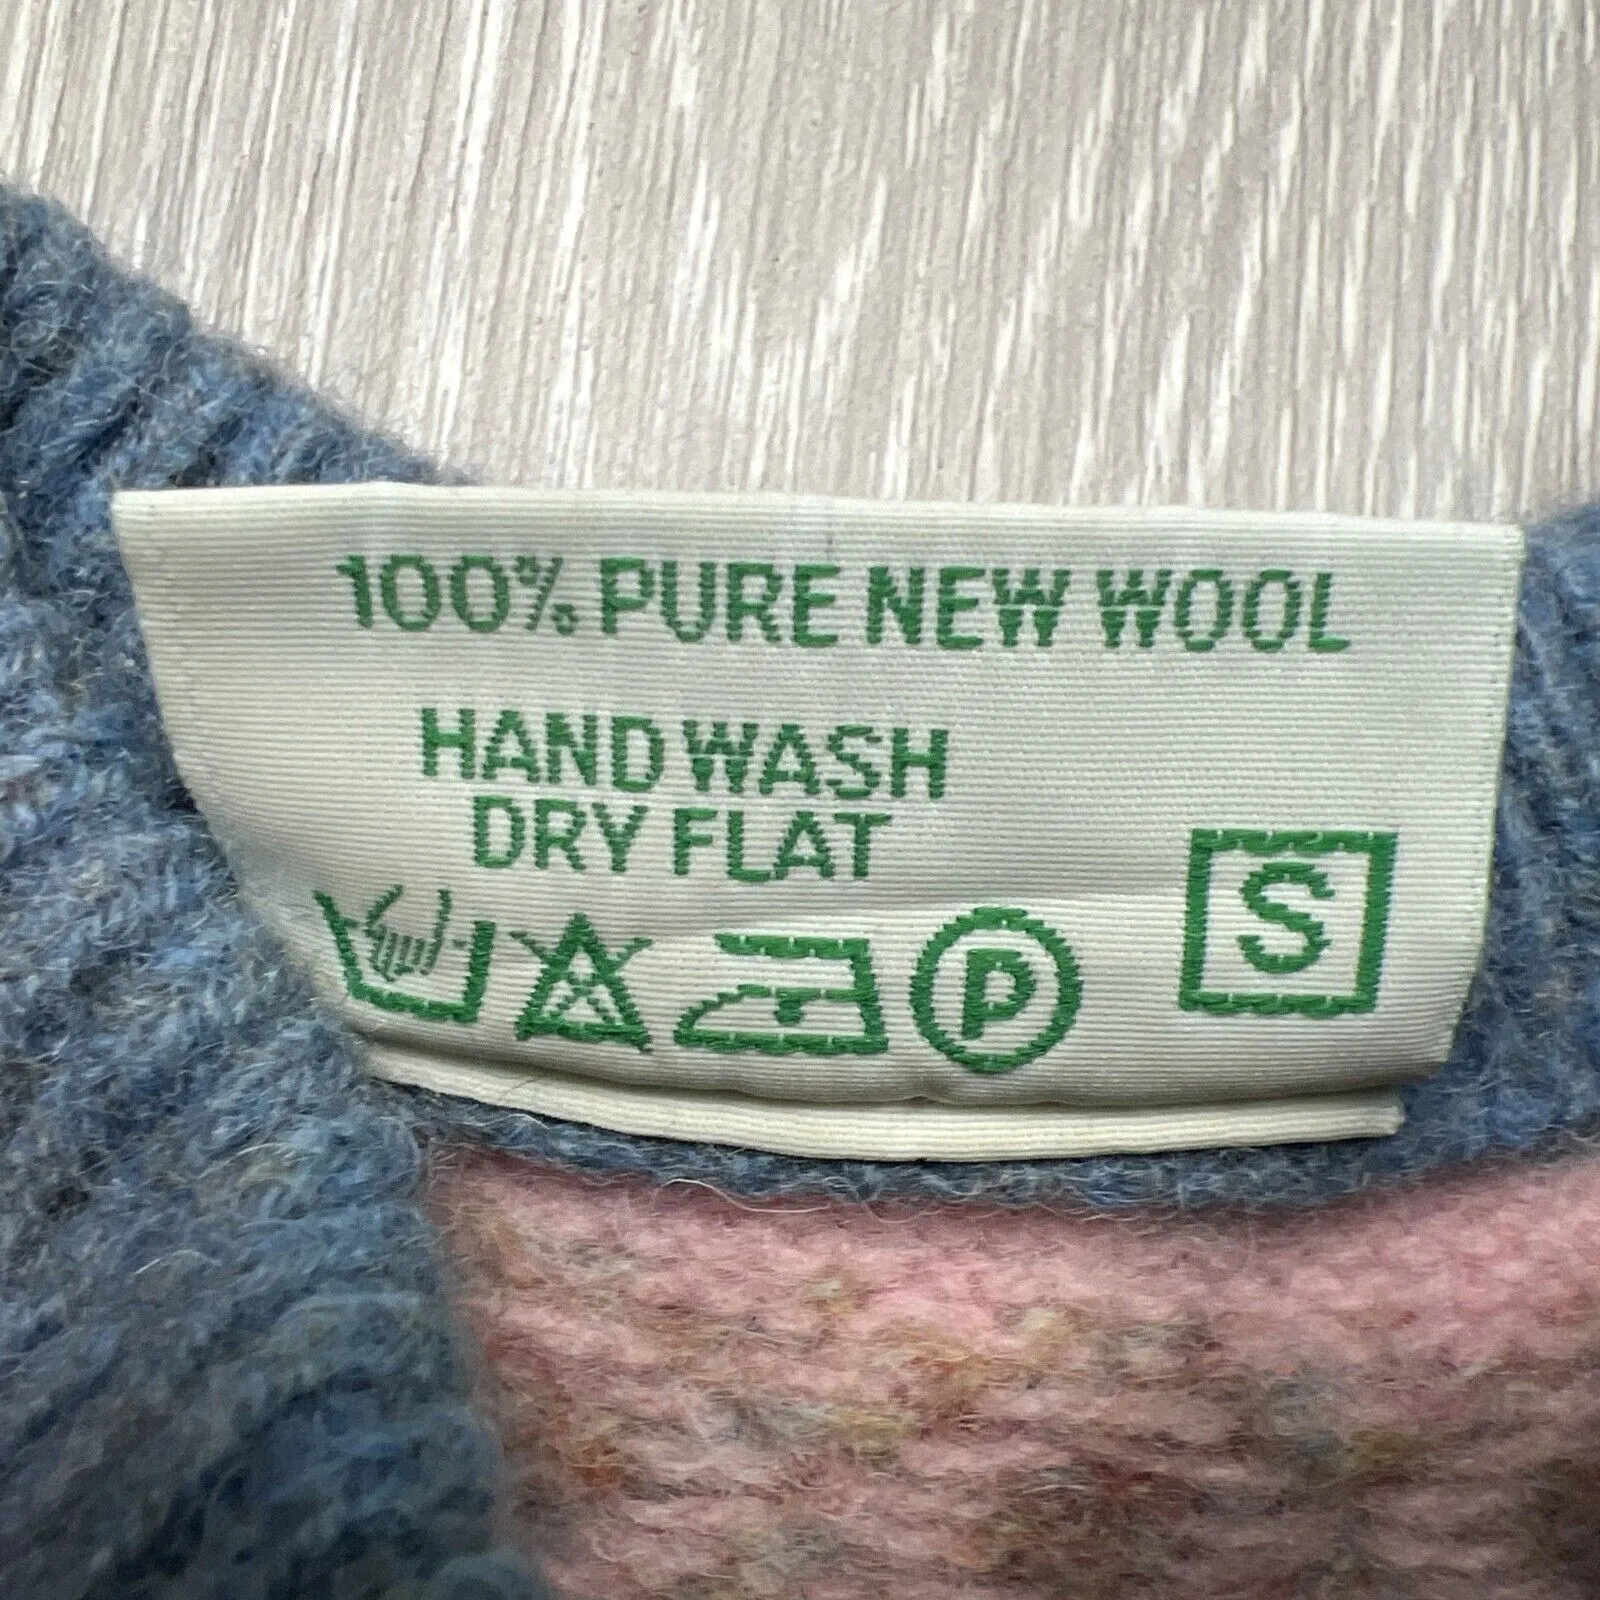 100% PURE NEW WOOL
HAND WASH
DRY FLAT
P
S